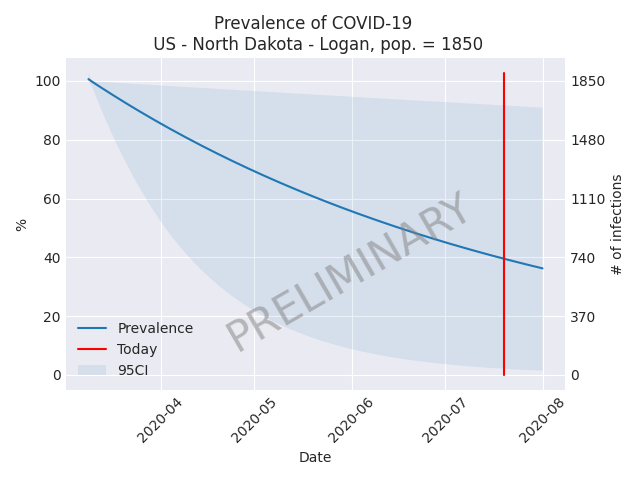 Prevalence of COVID-19
US - North Dakota - Logan, pop. = 1850
100
80
60
40
20
0
%
1850
1480
1110
740
370
0
# of infections
PRELIMINARY
Prevalence
Today
95CI
2020-04
2020-05
2020-06
2020-07
2020-08
Date